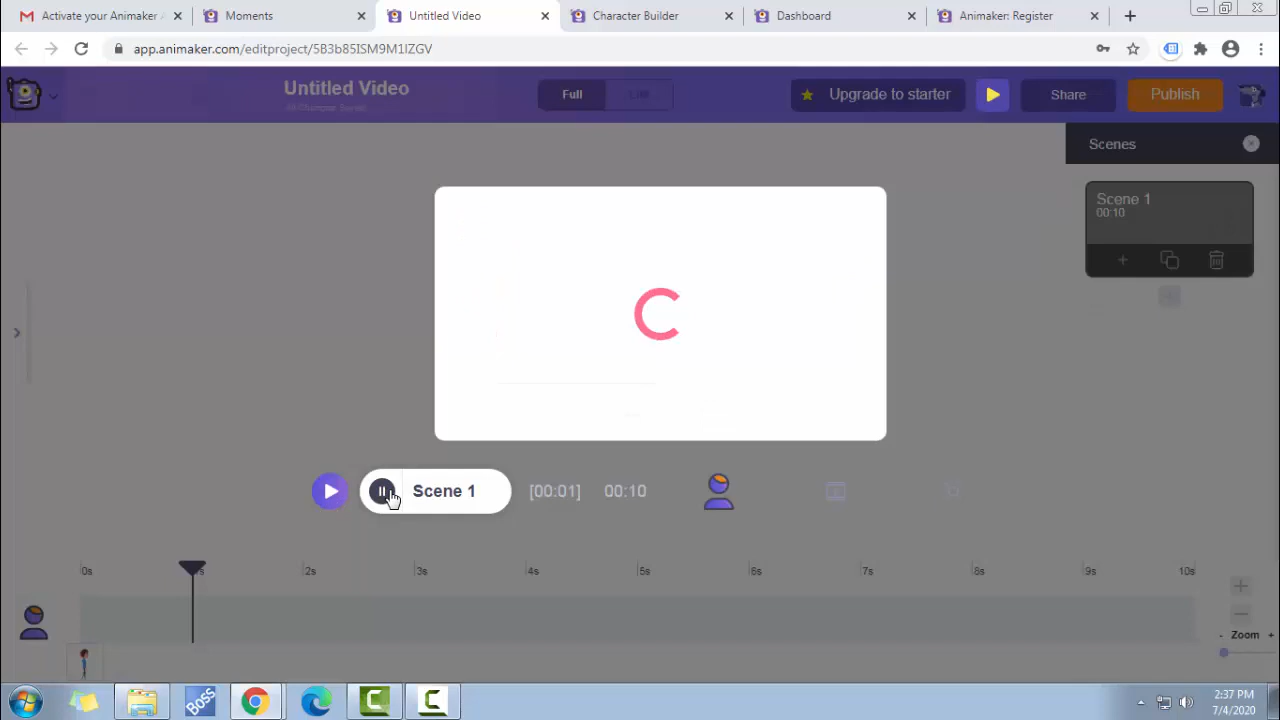 Activate your Animaker
Moments
Untitled Video
Character Builder
Dashboard
Animaker: Register
app.animaker.com/editproject/5B3b85ISM9M1IZGV
Untitled Video
Full
Upgrade to starter
Share
Publish
Scenes
Scene 1
00:10
Scene 1
[00:01]
00:10
0s
2s
3s
4s
5s
6s
7s
8s
9s
10s
- Zoom +
BOSS
2:37 PM
7/4/2020